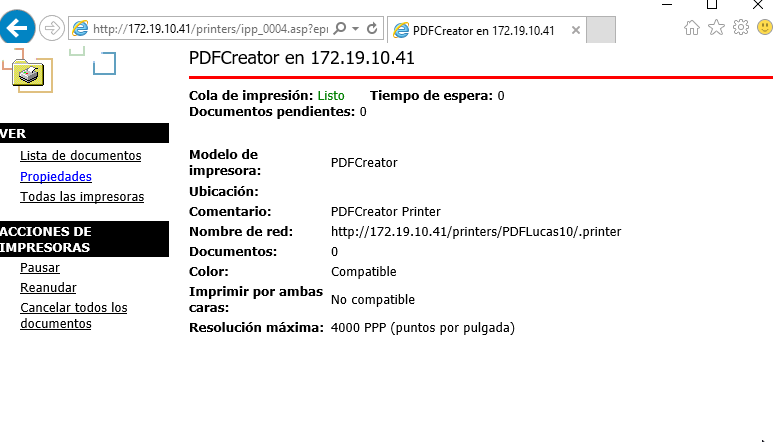 http://172.19.10.41/printers/ipp_0004.asp?epr
PDFCreator en 172.19.10.41
PDFCreator en 172.19.10.41
Cola de impresión: Listo Tiempo de espera: 0
Documentos pendientes: 0
VER
Lista de documentos
Propiedades
Todas las impresoras
ACCIONES DE
IMPRESORAS
Pausar
Reanudar
Cancelar todos los
documentos
Modelo de
impresora: PDFCreator
Ubicación:
Comentario: PDFCreator Printer
Nombre de red: http://172.19.10.41/printers/PDFLucas10/.printer
Documentos: 0
Color: Compatible
Imprimir por ambas
caras: No compatible
Resolución máxima: 4000 PPP (puntos por pulgada)